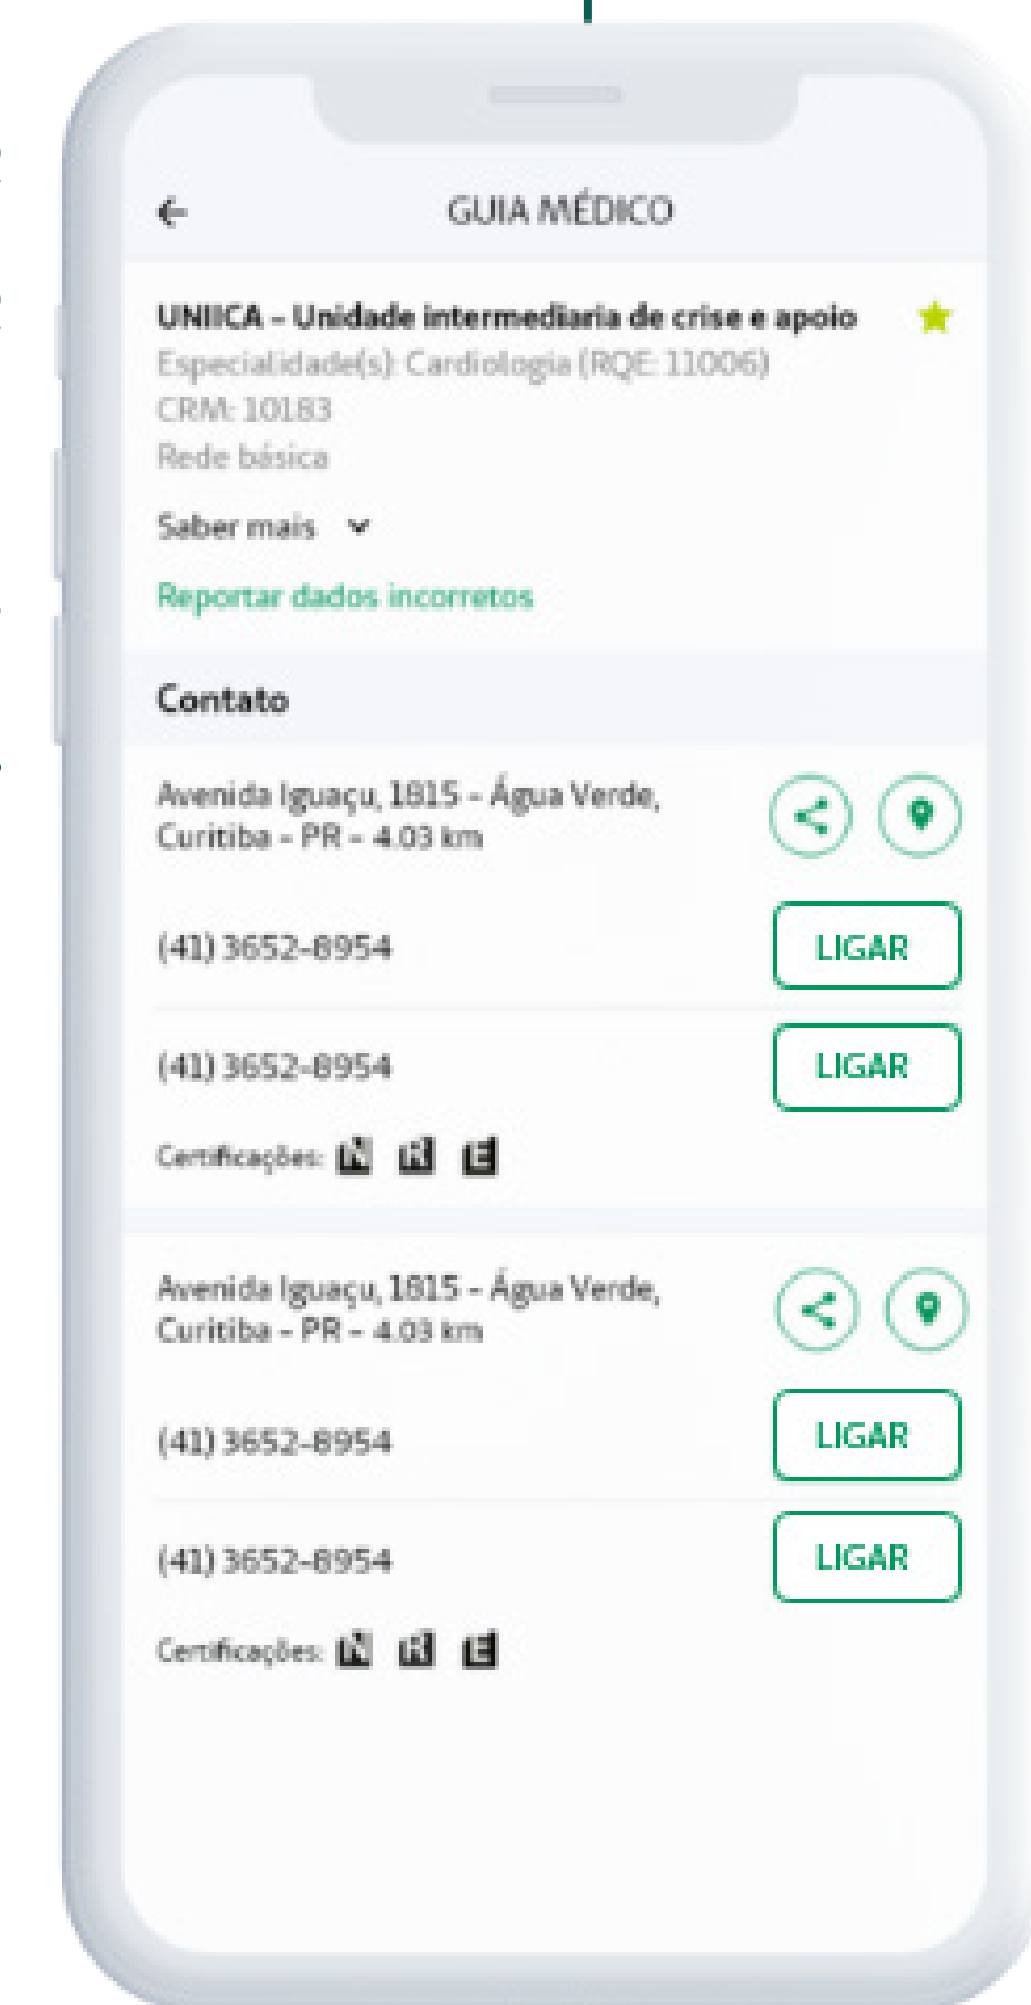 GUIA MÉDICO
UNIICA – Unidade intermediaria de crise e apoio
Especialidade(s): Cardiologia (RQE: 11006)
CRM: 10183
Rede básica
Saber mais
Reportar dados incorretos
Contato
Avenida Iguaçu, 1815 – Água Verde,
Curitiba – PR – 4.03 km
(41) 3652-8954
LIGAR
(41) 3652-8954
LIGAR
Certificações: N R E
Avenida Iguaçu, 1815 – Água Verde,
Curitiba – PR – 4.03 km
(41) 3652-8954
LIGAR
(41) 3652-8954
LIGAR
Certificações: N R E